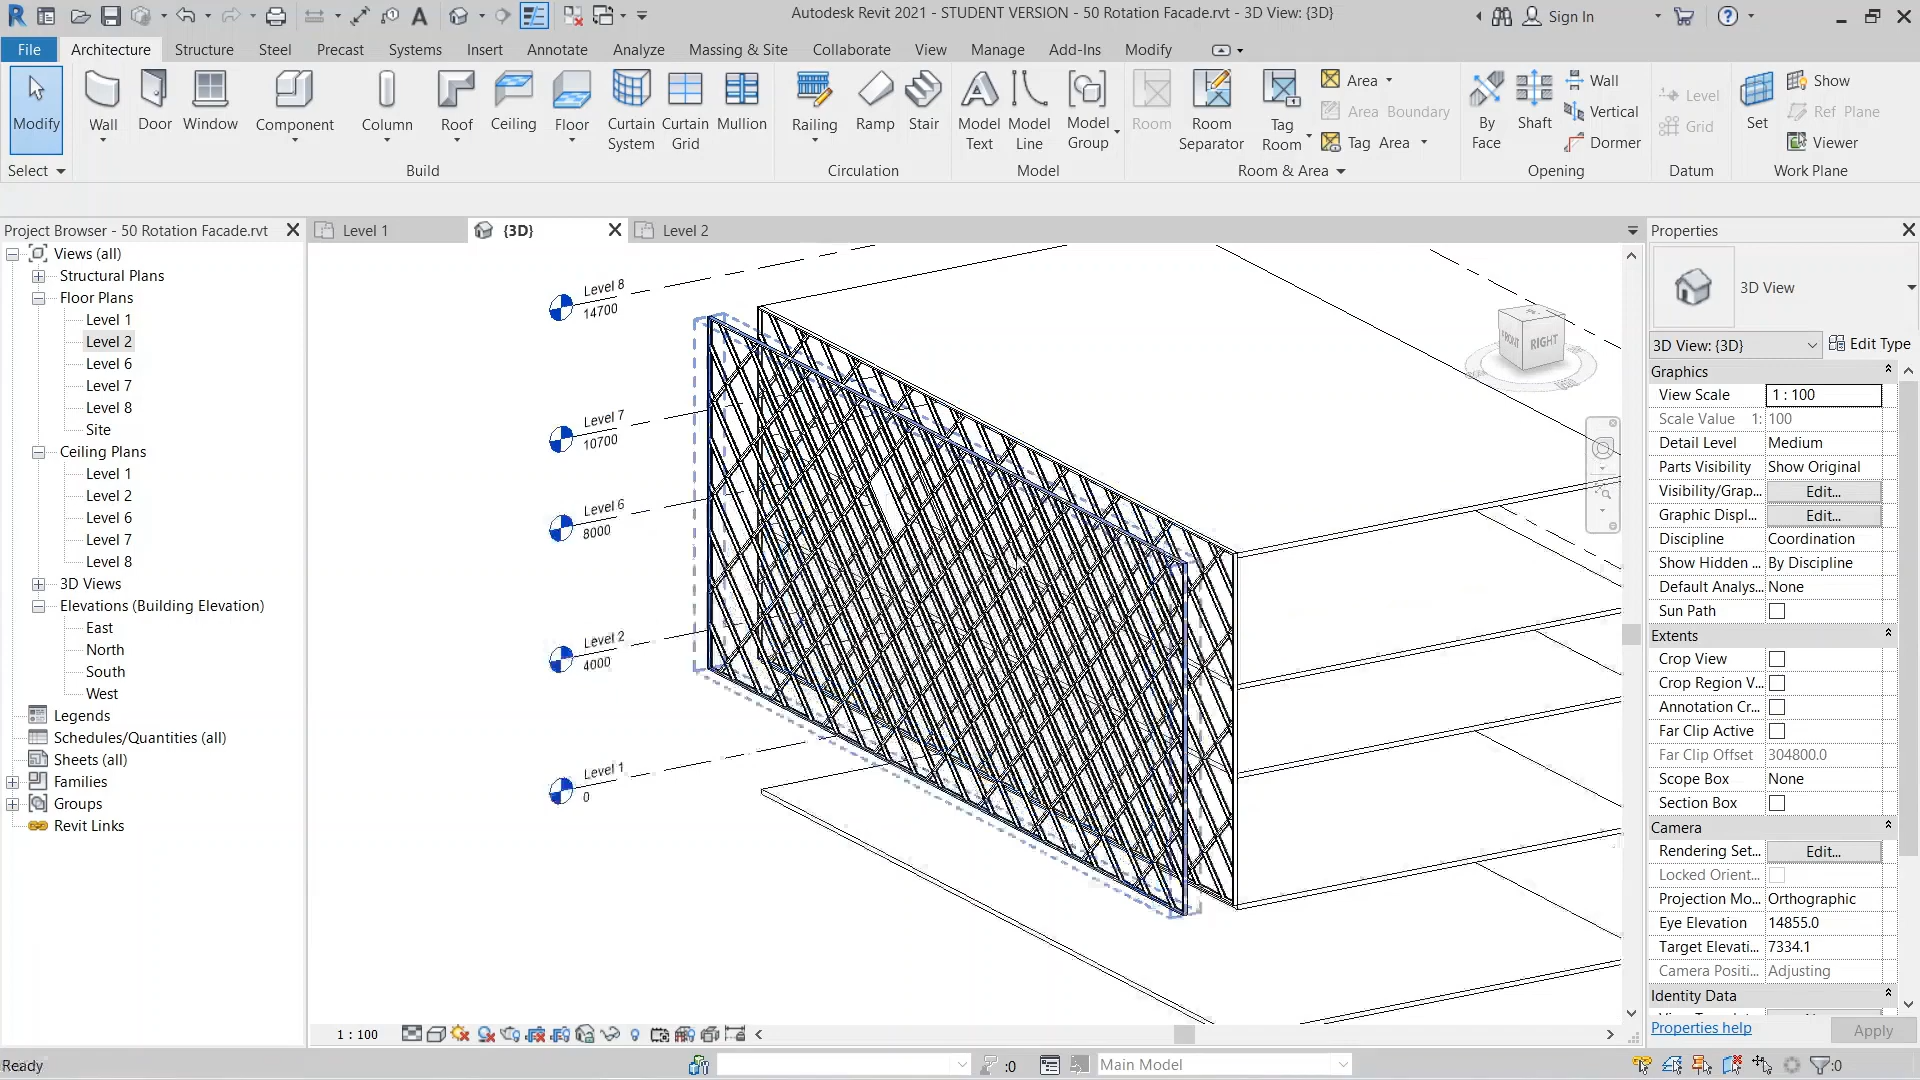 Autodesk Revit 2021 - STUDENT VERSION - 50 Rotation Facade.rvt - 3D View: {3D}
Sign In
File Architecture Structure Steel Precast Systems Insert Annotate Analyze Massing & Site Collaborate View Manage Add-Ins Modify
Modify
Wall
Door
Window
Component
Column
Roof
Ceiling
Floor
Curtain System
Curtain Grid
Mullion
Railing
Ramp
Stair
Model Text
Model Line
Model Group
Room
Room Separator
Tag Room
Area
Area Boundary
Tag Area
By Face
Shaft
Wall
Vertical
Dormer
Level
Grid
Set
Show
Ref Plane
Viewer
Select
Build
Circulation
Model
Room & Area
Opening
Datum
Work Plane
Project Browser - 50 Rotation Facade.rvt
Views (all)
Structural Plans
Floor Plans
Level 1
Level 2
Level 6
Level 7
Level 8
Site
Ceiling Plans
Level 1
Level 2
Level 6
Level 7
Level 8
3D Views
Elevations (Building Elevation)
East
North
South
West
Legends
Schedules/Quantities (all)
Sheets (all)
Families
Groups
Revit Links
Level 1
{3D}
Level 2
Level 8
14700
Level 7
10700
Level 6
8000
Level 2
4000
Level 1
0
FRONT
RIGHT
Properties
3D View
3D View: {3D}
Edit Type
Graphics
View Scale 1 : 100
Scale Value 1: 100
Detail Level Medium
Parts Visibility Show Original
Visibility/Grap... Edit...
Graphic Displ... Edit...
Discipline Coordination
Show Hidden ... By Discipline
Default Analys... None
Sun Path
Extents
Crop View
Crop Region V...
Annotation Cr...
Far Clip Active
Far Clip Offset 304800.0
Scope Box None
Section Box
Camera
Rendering Set... Edit...
Locked Orient...
Projection Mo... Orthographic
Eye Elevation 14855.0
Target Elevati... 7334.1
Camera Positi... Adjusting
Identity Data
Properties help
Apply
1 : 100
Ready
:0
Main Model
:0